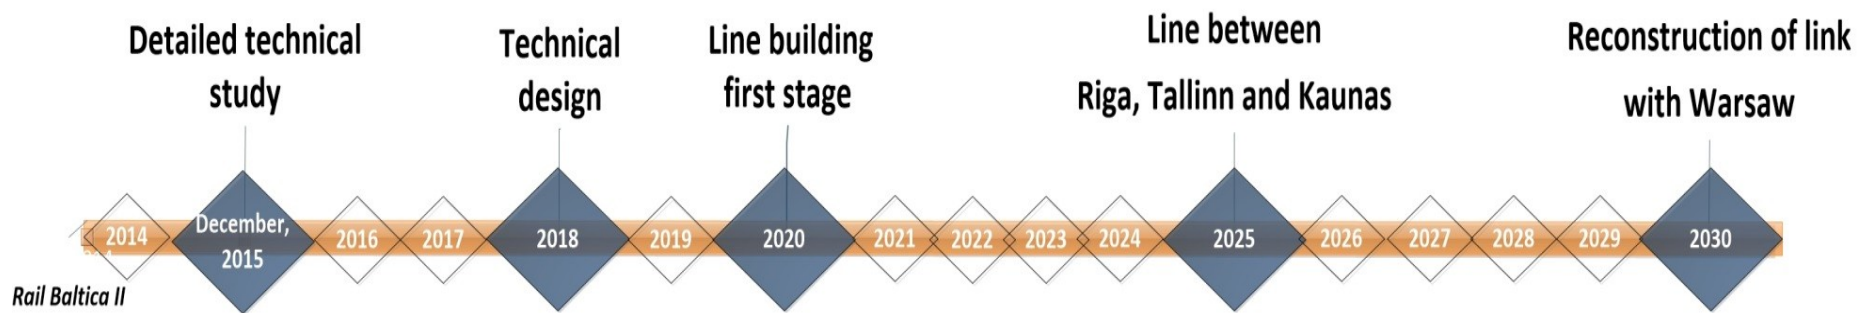 Detailed technical
study
Technical
design
Line building
first stage
Line between
Riga, Tallinn and Kaunas
Reconstruction of link
with Warsaw
2014
December,
2015
2016
2017
2018
2019
2020
2021
2022
2023
2024
2025
2026
2027
2028
2029
2030
Rail Baltica II